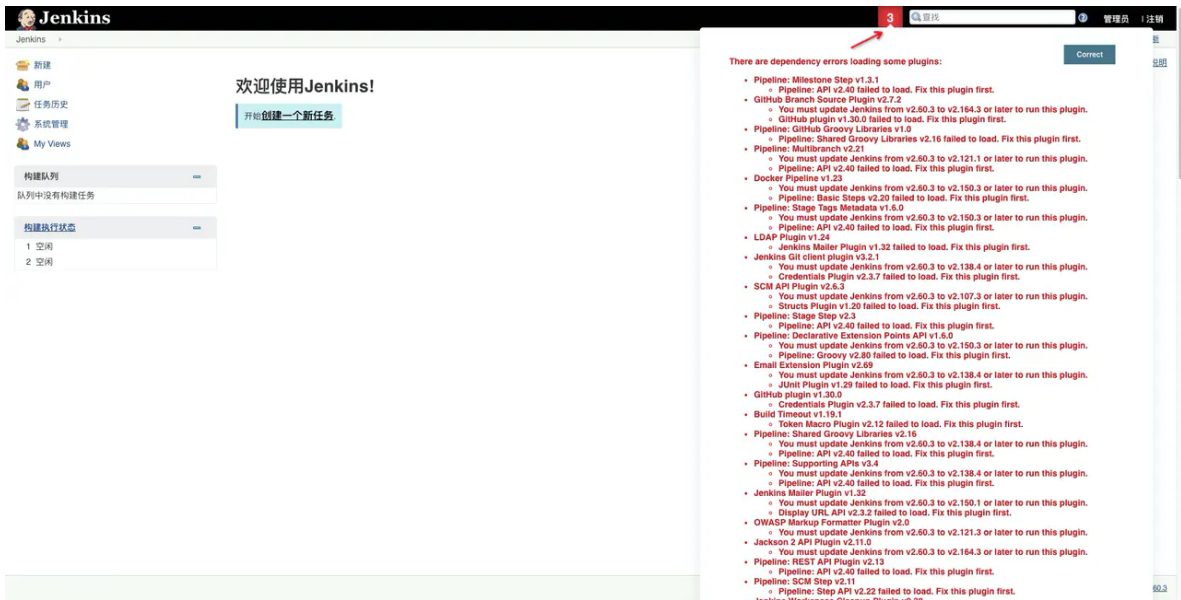 Jenkins
3
查找
管理员
注销
Jenkins
新建
用户
任务历史
系统管理
My Views
构建队列
队列中没有构建任务
构建执行状态
1 空闲
2 空闲
欢迎使用Jenkins!
开始创建一个新任务.
说明
Correct
There are dependency errors loading some plugins:
Pipeline: Milestone Step v1.3.1
Pipeline: API v2.40 failed to load. Fix this plugin first.
GitHub Branch Source Plugin v2.7.2
You must update Jenkins from v2.60.3 to v2.164.3 or later to run this plugin.
GitHub plugin v1.30.0 failed to load. Fix this plugin first.
Pipeline: GitHub Groovy Libraries v1.0
Pipeline: Shared Groovy Libraries v2.16 failed to load. Fix this plugin first.
Pipeline: Multibranch v2.21
You must update Jenkins from v2.60.3 to v2.121.1 or later to run this plugin.
Pipeline: API v2.40 failed to load. Fix this plugin first.
Docker Pipeline v1.23
You must update Jenkins from v2.60.3 to v2.150.3 or later to run this plugin.
Pipeline: Basic Steps v2.20 failed to load. Fix this plugin first.
Pipeline: Stage Tags Metadata v1.6.0
You must update Jenkins from v2.60.3 to v2.150.3 or later to run this plugin.
Pipeline: API v2.40 failed to load. Fix this plugin first.
LDAP Plugin v1.24
Jenkins Mailer Plugin v1.32 failed to load. Fix this plugin first.
Jenkins Git client plugin v3.2.1
You must update Jenkins from v2.60.3 to v2.138.4 or later to run this plugin.
Credentials Plugin v2.3.7 failed to load. Fix this plugin first.
SCM API Plugin v2.6.3
You must update Jenkins from v2.60.3 to v2.107.3 or later to run this plugin.
Structs Plugin v1.20 failed to load. Fix this plugin first.
Pipeline: Stage Step v2.3
Pipeline: API v2.40 failed to load. Fix this plugin first.
Pipeline: Declarative Extension Points API v1.6.0
You must update Jenkins from v2.60.3 to v2.150.3 or later to run this plugin.
Pipeline: Groovy v2.80 failed to load. Fix this plugin first.
Email Extension Plugin v2.69
You must update Jenkins from v2.60.3 to v2.138.4 or later to run this plugin.
JUnit Plugin v1.29 failed to load. Fix this plugin first.
GitHub plugin v1.30.0
Credentials Plugin v2.3.7 failed to load. Fix this plugin first.
Build Timeout v1.19.1
Token Macro Plugin v2.12 failed to load. Fix this plugin first.
Pipeline: Shared Groovy Libraries v2.16
You must update Jenkins from v2.60.3 to v2.138.4 or later to run this plugin.
Pipeline: API v2.40 failed to load. Fix this plugin first.
Pipeline: Supporting APIs v3.4
You must update Jenkins from v2.60.3 to v2.138.4 or later to run this plugin.
Pipeline: API v2.40 failed to load. Fix this plugin first.
Jenkins Mailer Plugin v1.32
You must update Jenkins from v2.60.3 to v2.150.1 or later to run this plugin.
Display URL API v2.3.2 failed to load. Fix this plugin first.
OWASP Markup Formatter Plugin v2.0
You must update Jenkins from v2.60.3 to v2.121.3 or later to run this plugin.
Jackson 2 API Plugin v2.11.0
You must update Jenkins from v2.60.3 to v2.164.3 or later to run this plugin.
Pipeline: REST API Plugin v2.13
Pipeline: API v2.40 failed to load. Fix this plugin first.
Pipeline: SCM Step v2.11
Pipeline: Step API v2.22 failed to load. Fix this plugin first.
60.3